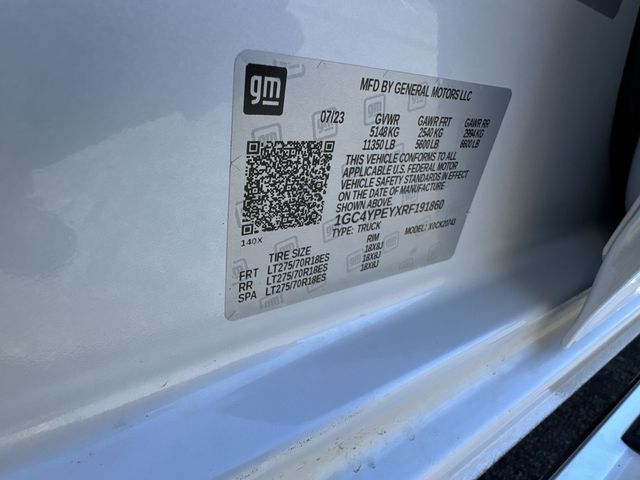 gm
MFD BY GENERAL MOTORS LLC
07/23 GVWR GAWR FRT GAWR RR
5148 KG 2540 KG 2994 KG
11350 LB 5600 LB 6600 LB
THIS VEHICLE CONFORMS TO ALL
APPLICABLE U.S. FEDERAL MOTOR
VEHICLE SAFETY STANDARDS IN EFFECT
ON THE DATE OF MANUFACTURE
SHOWN ABOVE.
1GC4YPEYXRF191860
140X TYPE: TRUCK MODEL: X0CK20743
TIRE SIZE RIM
FRT LT275/70R18ES 18X8J
RR LT275/70R18ES 18X8J
SPA LT275/70R18ES 18X8J